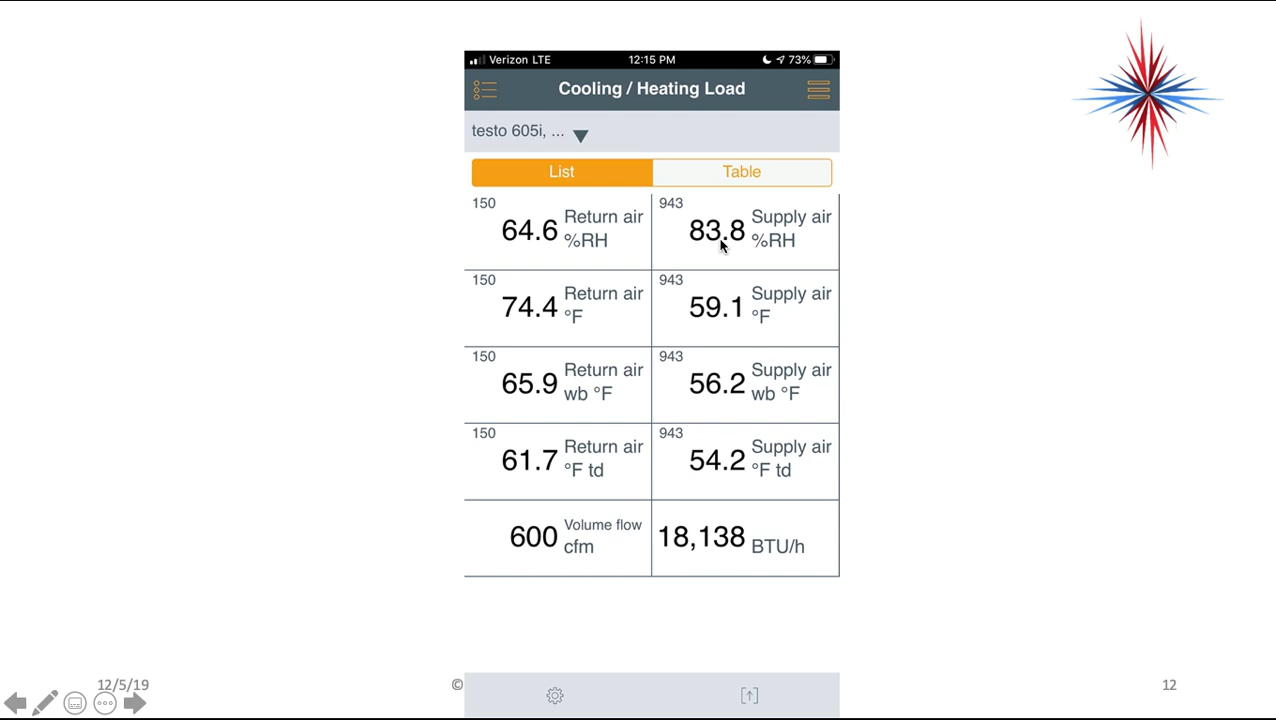 Verizon LTE 12:15 PM 73%
Cooling / Heating Load
testo 605i, ...
List Table
150 943
64.6 Return air %RH 83.8 Supply air %RH
150 943
74.4 Return air °F 59.1 Supply air °F
150 943
65.9 Return air wb °F 56.2 Supply air wb °F
150 943
61.7 Return air °F td 54.2 Supply air °F td
600 Volume flow cfm 18,138 BTU/h
12/5/19 © 12